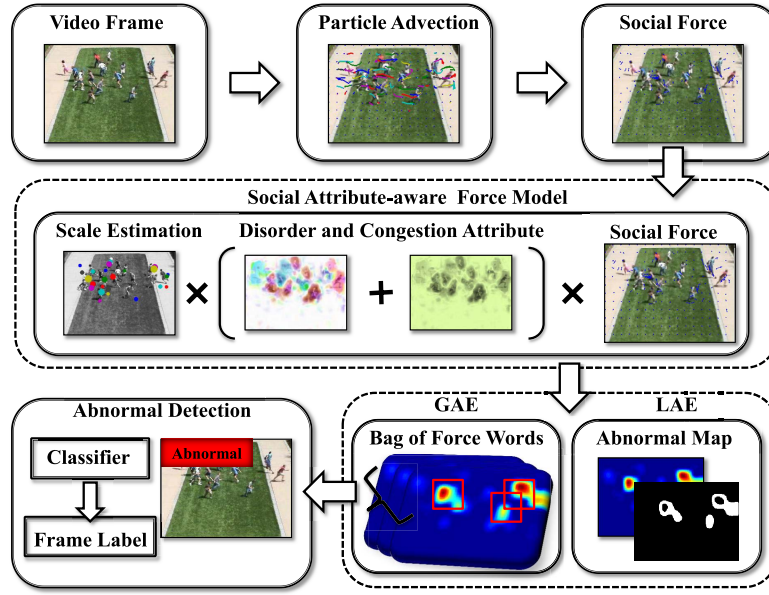 Video Frame
Particle Advection
Social Force
Social Attribute-aware Force Model
Scale Estimation
Disorder and Congestion Attribute
Social Force
×
+
×
GAE
LAE
Abnormal Detection
Bag of Force Words
Abnormal Map
Classifier
Abnormal
Frame Label